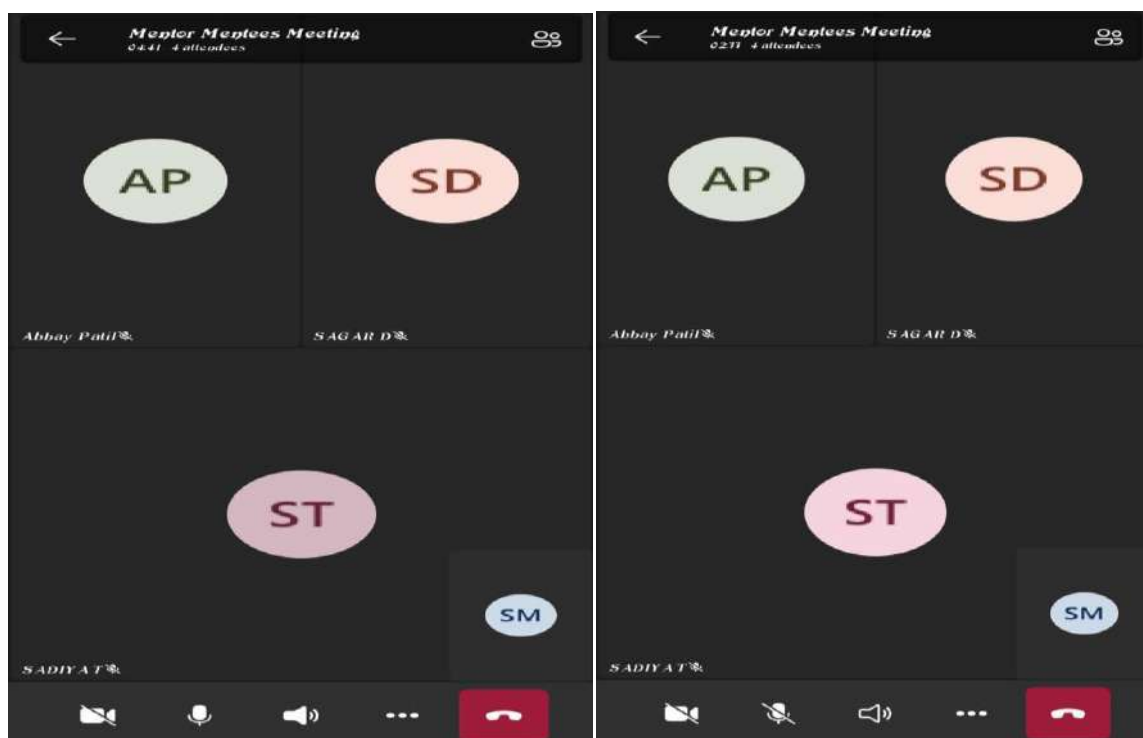 Mentor Mentees Meeting
04:41 4 attendees
AP
SD
Abhay Patil
SAGAR D
ST
SM
SADIYA T
Mentor Mentees Meeting
02:11 4 attendees
AP
SD
Abhay Patil
SAGAR D
ST
SM
SADIYA T